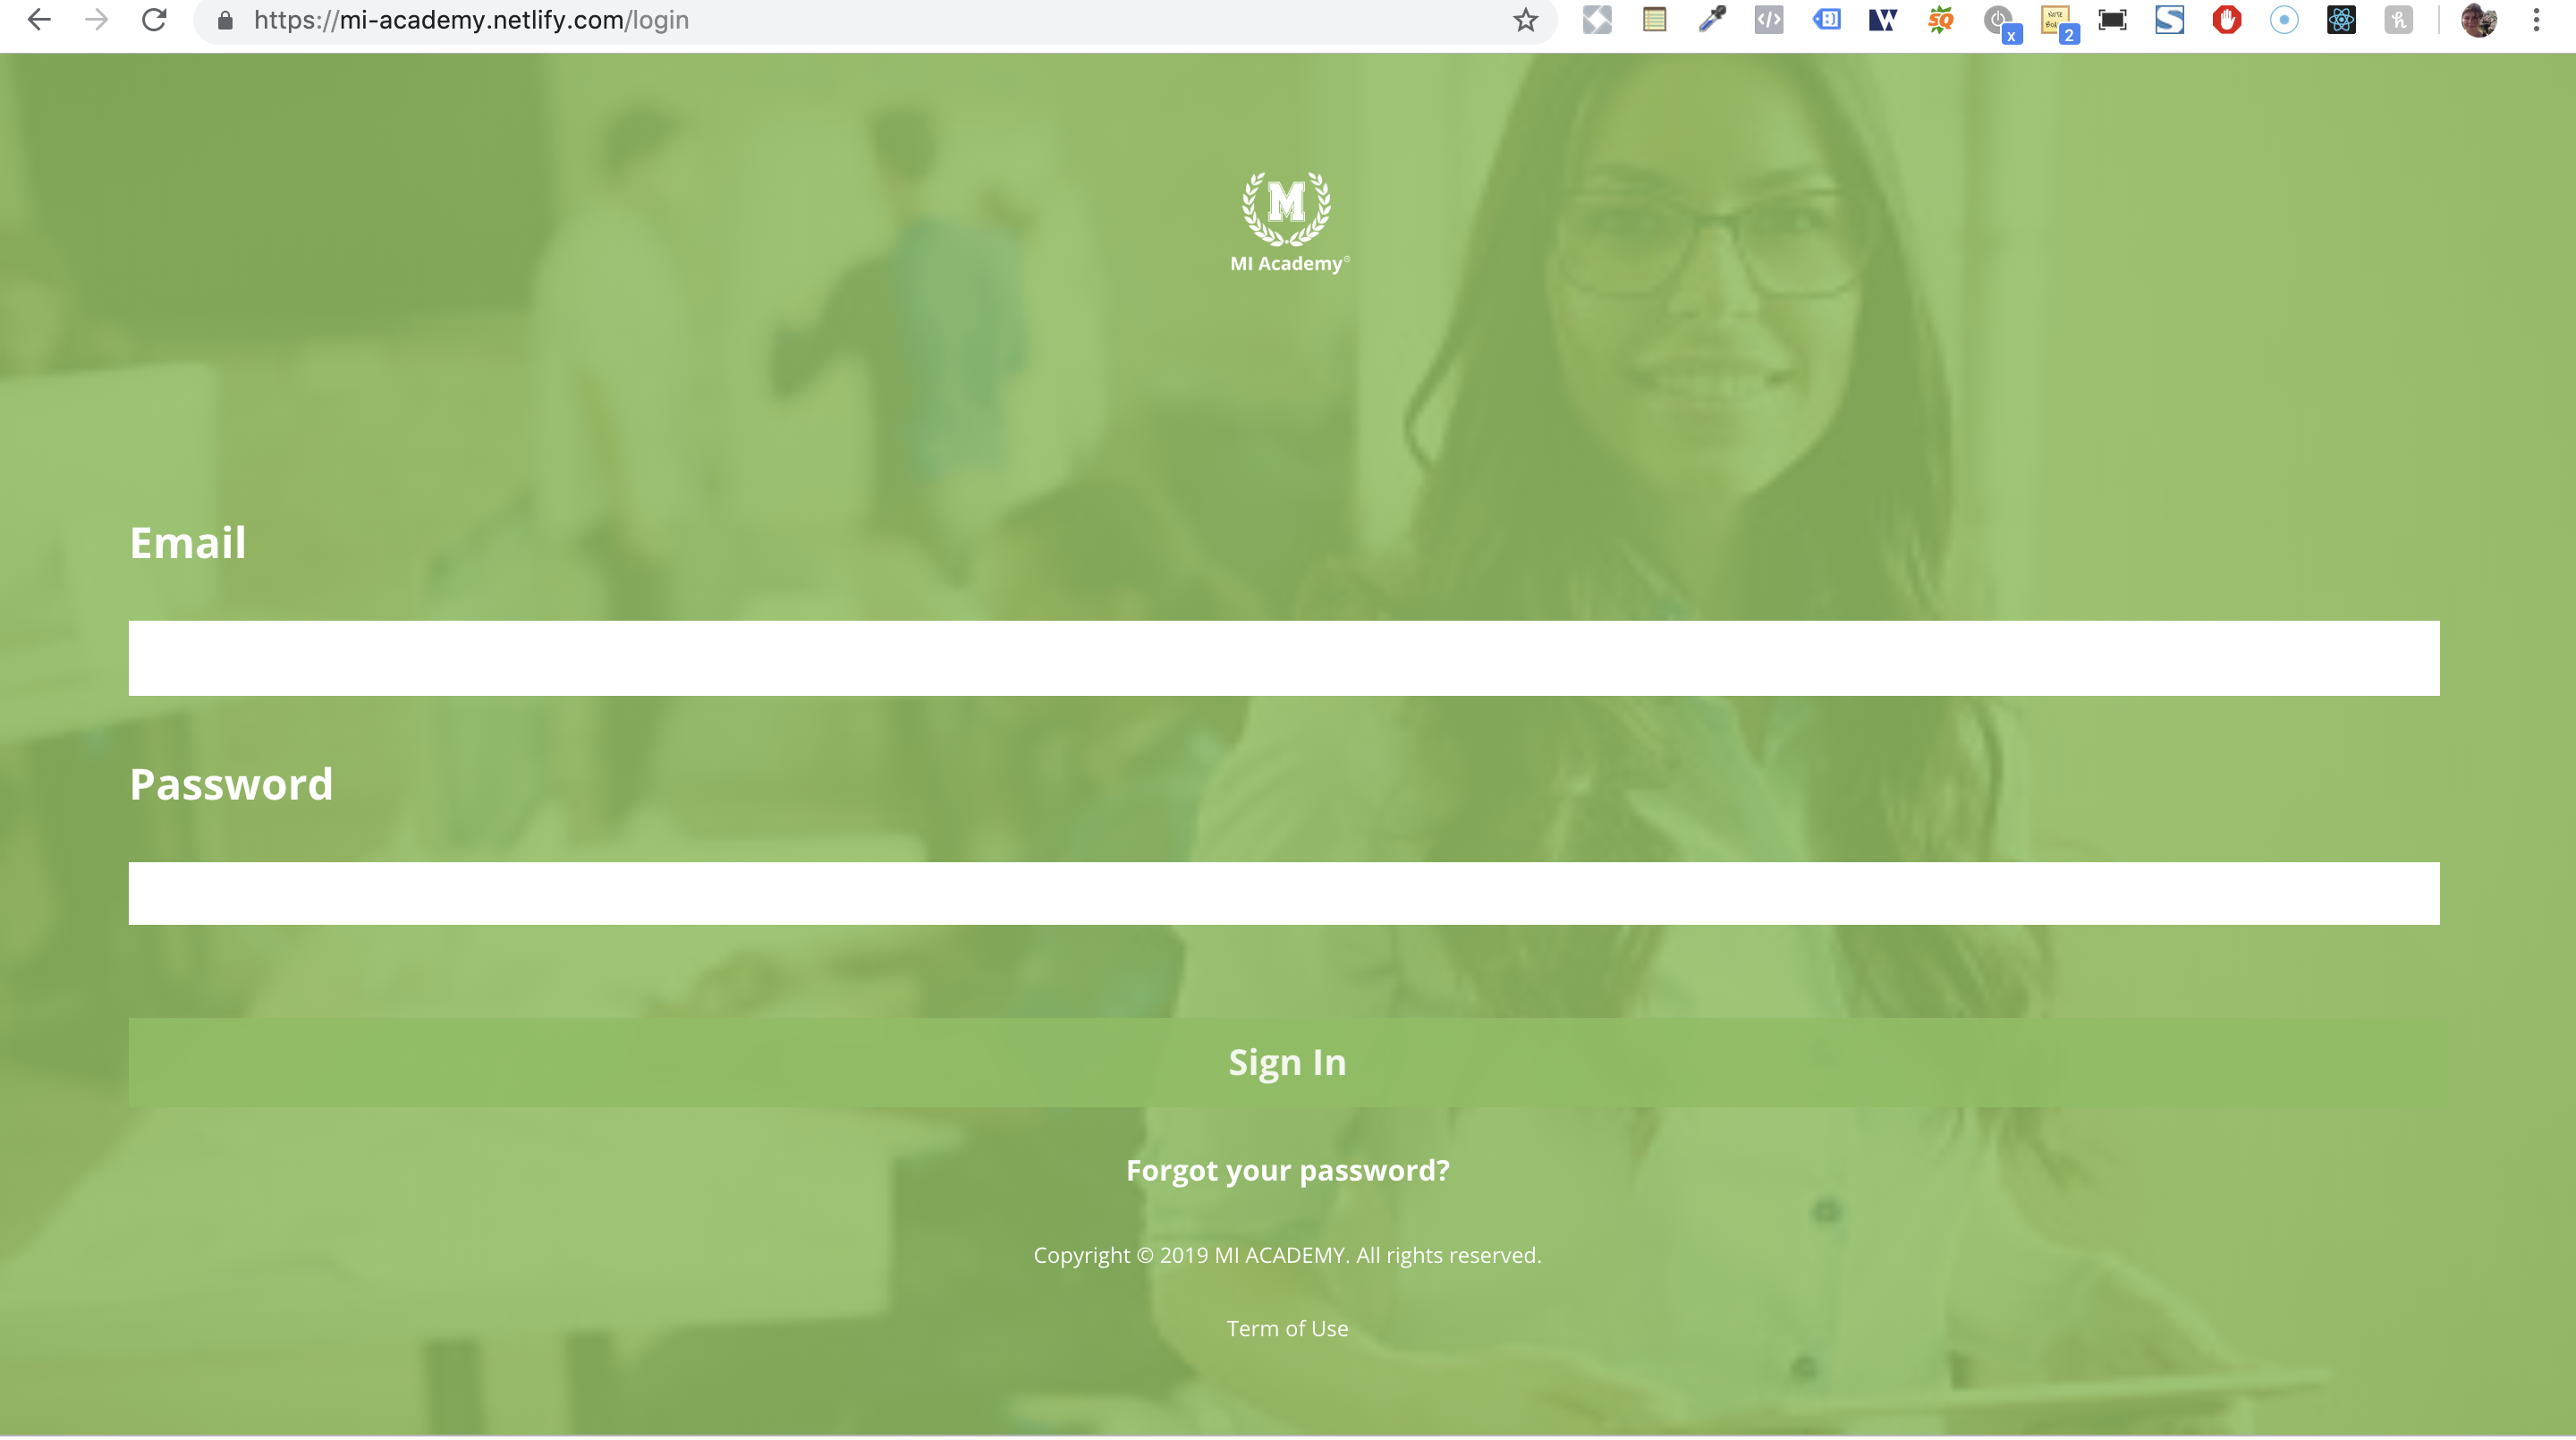 https://mi-academy.netlify.com/login
x
2
M
MI Academy®
Email
Password
Sign In
Forgot your password?
Copyright © 2019 MI ACADEMY. All rights reserved.
Term of Use